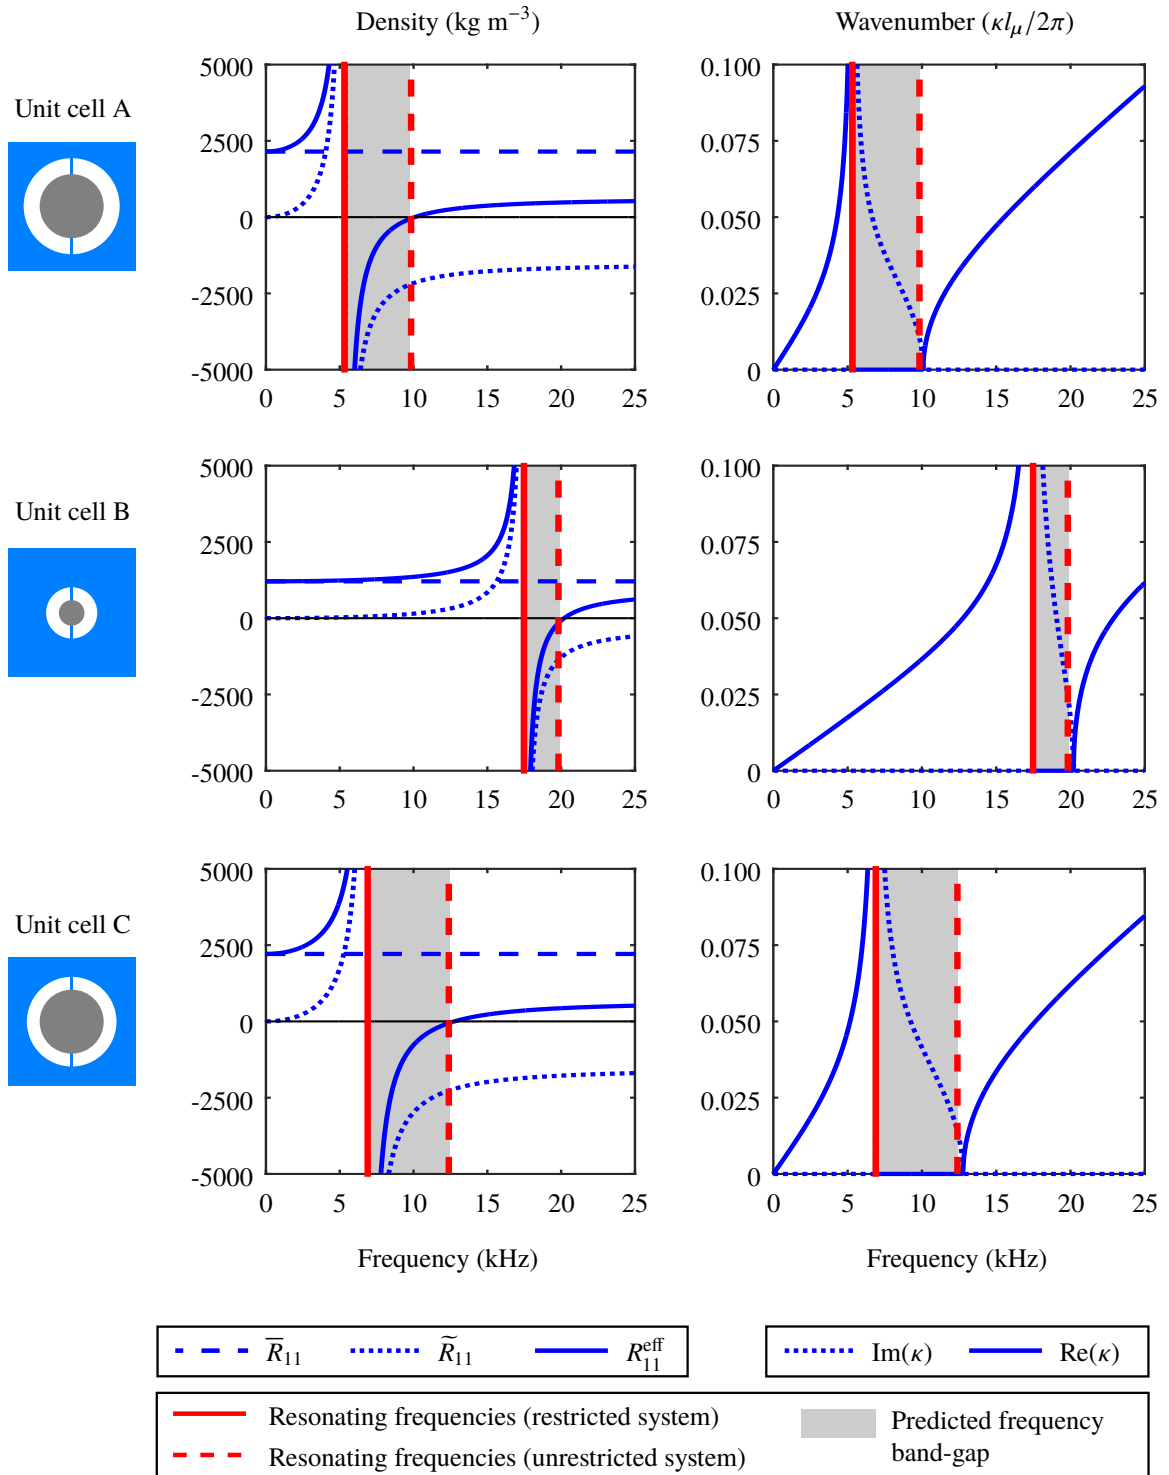 Density (kg m⁻³)
Wavenumber (κl_μ/2π)
Unit cell A
5000
2500
0
-2500
-5000
0 5 10 15 20 25
0.100
0.075
0.050
0.025
0
0 5 10 15 20 25
Unit cell B
5000
2500
0
-2500
-5000
0 5 10 15 20 25
0.100
0.075
0.050
0.025
0
0 5 10 15 20 25
Unit cell C
5000
2500
0
-2500
-5000
0 5 10 15 20 25
0.100
0.075
0.050
0.025
0
0 5 10 15 20 25
Frequency (kHz)
Frequency (kHz)
R̅₁₁ R̃₁₁ R₁₁^eff
Im(κ) Re(κ)
Resonating frequencies (restricted system)
Resonating frequencies (unrestricted system)
Predicted frequency
band-gap